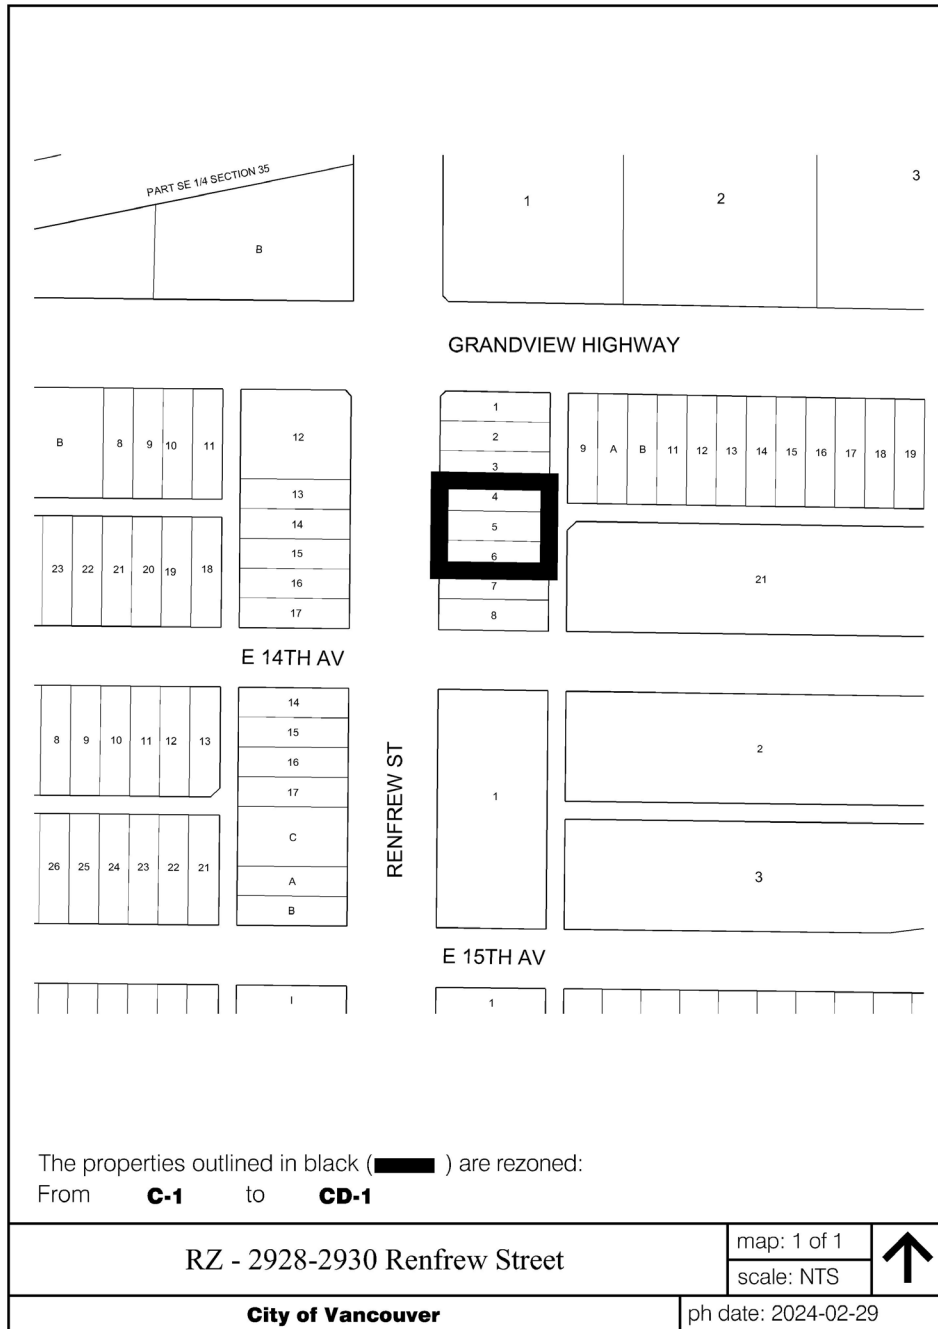 PART SE 1/4 SECTION 35
B
1
2
3
GRANDVIEW HIGHWAY
B 8 9 10 11
12
13
14
15
16
17
1
2
3
4
5
6
7
8
9 A B 11 12 13 14 15 16 17 18 19
23 22 21 20 19 18
21
E 14TH AV
8 9 10 11 12 13
14
15
16
17
C
A
B
RENFREW ST
1
2
26 25 24 23 22 21
3
E 15TH AV
I
1
The properties outlined in black ( ) are rezoned:
From C-1 to CD-1
RZ - 2928-2930 Renfrew Street
map: 1 of 1
scale: NTS
City of Vancouver
ph date: 2024-02-29